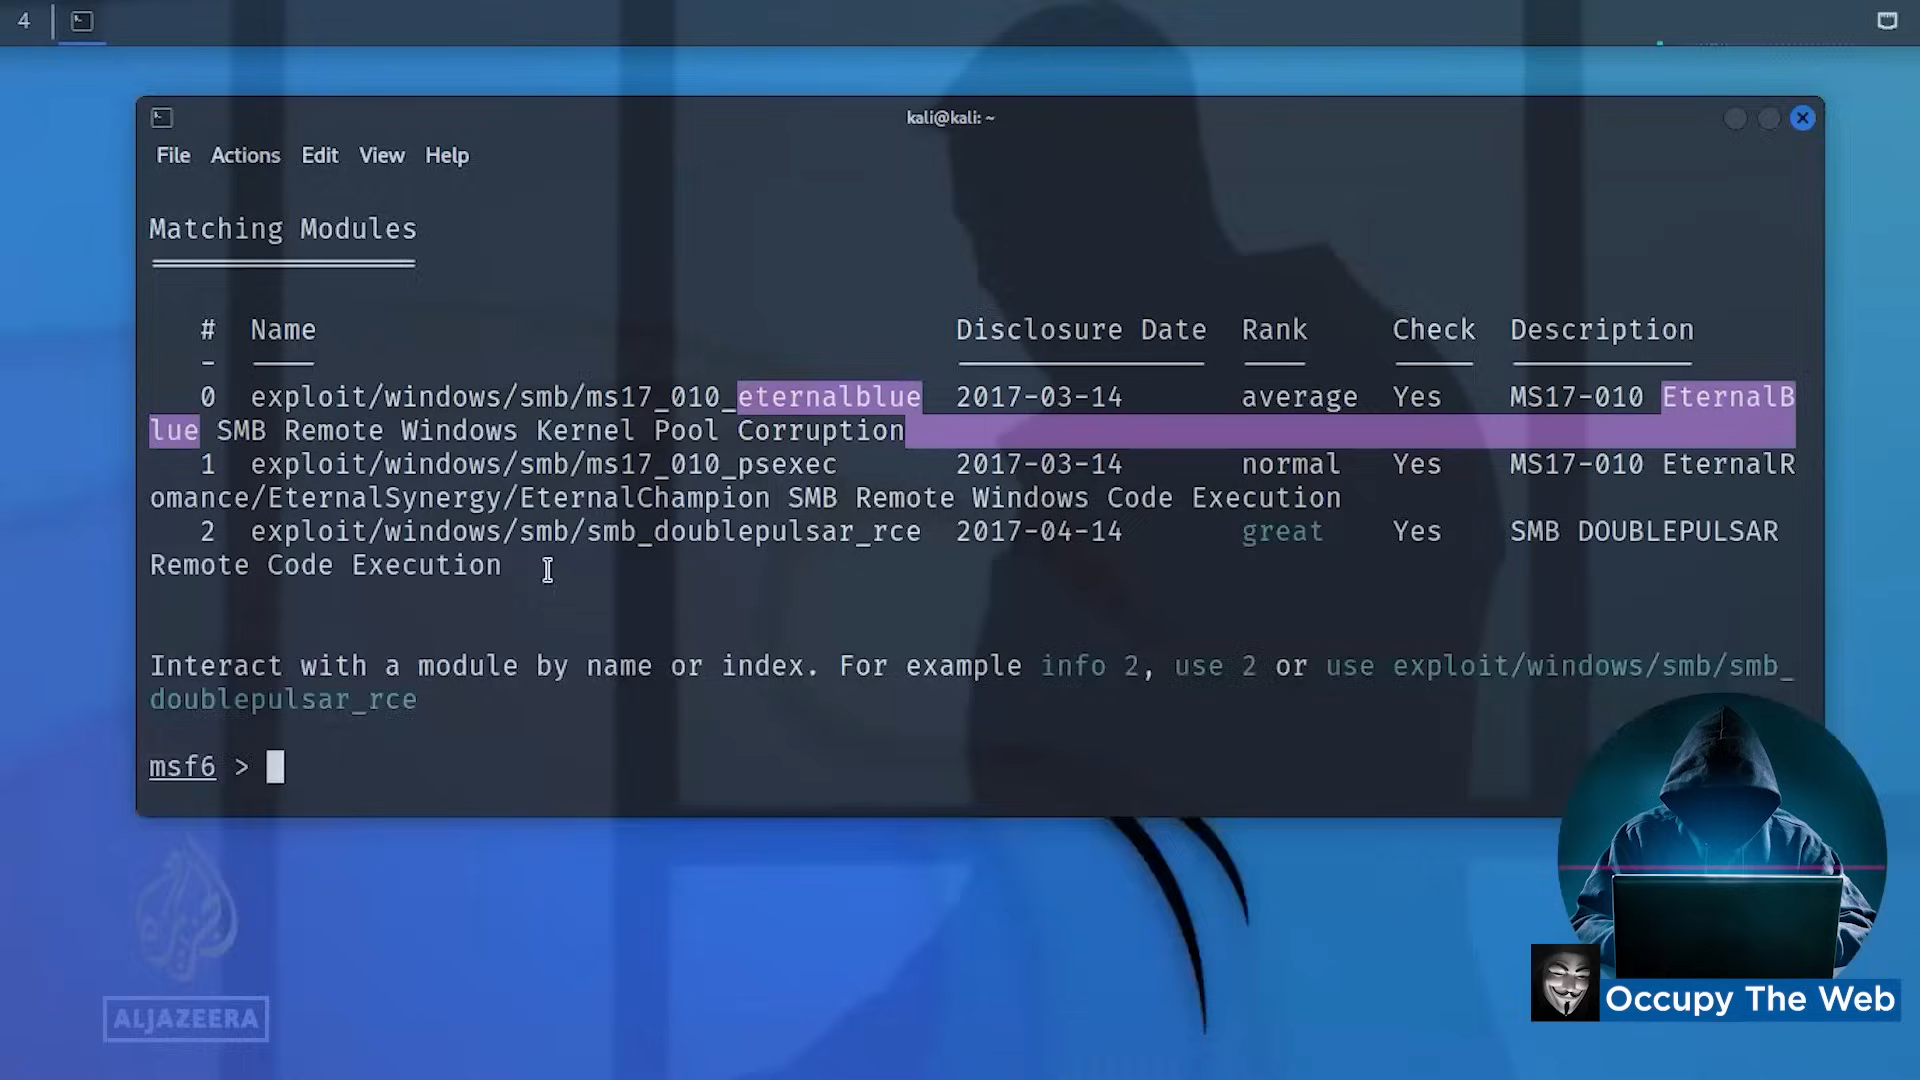 4
kali@kali: ~
File Actions Edit View Help
Matching Modules
# Name Disclosure Date Rank Check Description
0 exploit/windows/smb/ms17_010_eternalblue 2017-03-14 average Yes MS17-010 EternalB
lue SMB Remote Windows Kernel Pool Corruption
1 exploit/windows/smb/ms17_010_psexec 2017-03-14 normal Yes MS17-010 EternalR
omance/EternalSynergy/EternalChampion SMB Remote Windows Code Execution
2 exploit/windows/smb/smb_doublepulsar_rce 2017-04-14 great Yes SMB DOUBLEPULSAR
Remote Code Execution
Interact with a module by name or index. For example info 2, use 2 or use exploit/windows/smb/smb_
doublepulsar_rce
msf6 >
ALJAZEERA
Occupy The Web